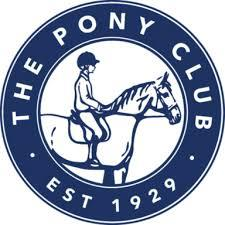 THE PONY CLUB
EST 1929